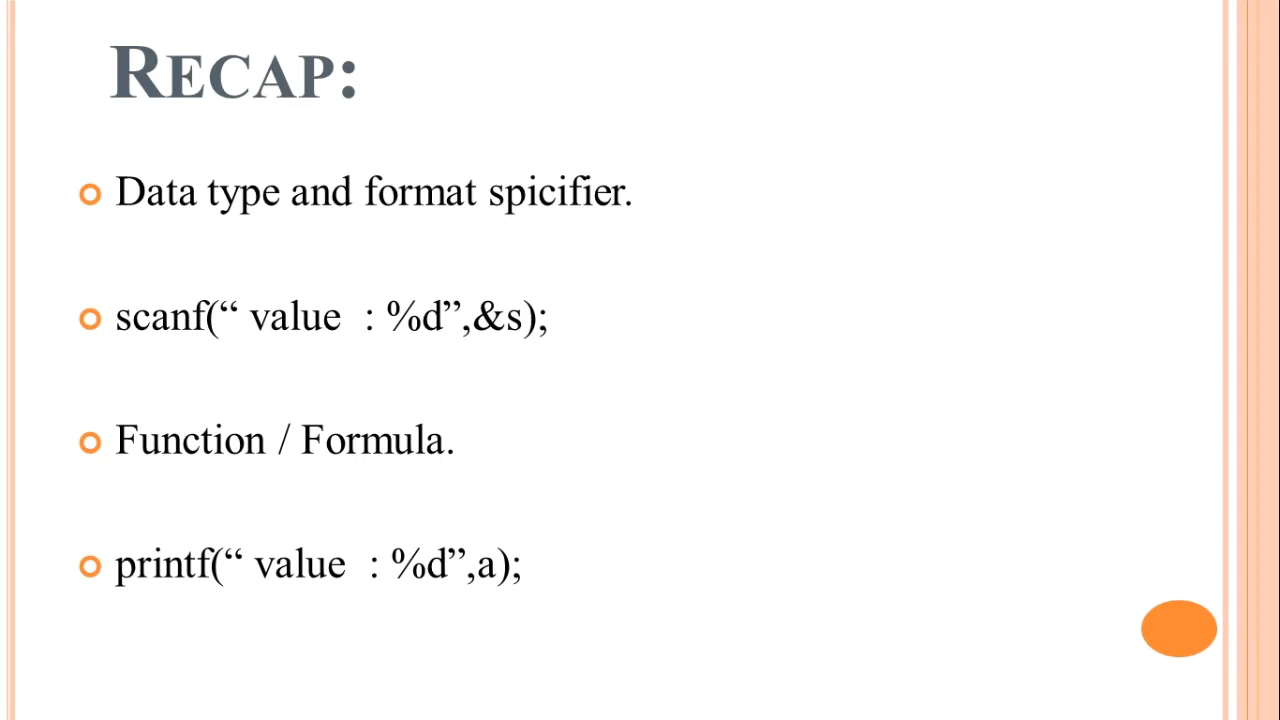 RECAP:
Data type and format spicifier.
scanf(“ value  : %d”,&s);
Function / Formula.
printf(“ value  : %d”,a);